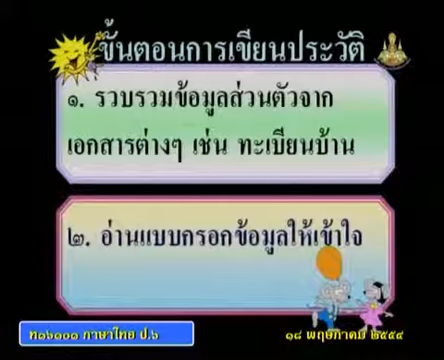 ขั้นตอนการเขียนประวัติ
๑. รวบรวมข้อมูลส่วนตัวจาก
เอกสารต่างๆ เช่น ทะเบียนบ้าน
๒. อ่านแบบกรอกข้อมูลให้เข้าใจ
ท๑๖๑๐๑ ภาษาไทย ป.๖
๑๘ พฤษภาคม ๒๕๕๔